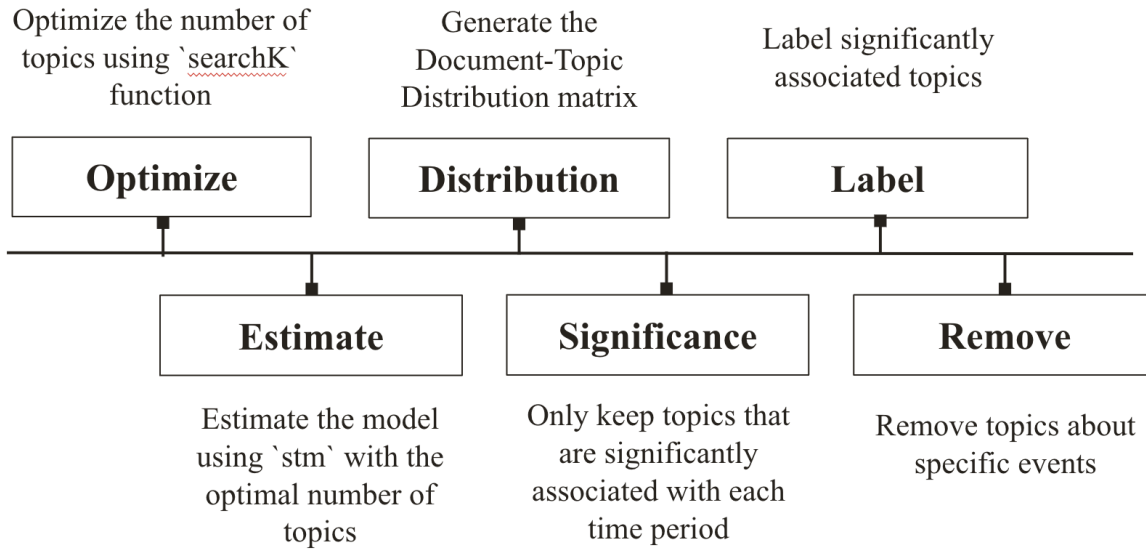 Optimize the number of
topics using `searchK`
function
Optimize
Estimate
Estimate the model
using `stm` with the
optimal number of
topics
Generate the
Document-Topic
Distribution matrix
Distribution
Significance
Only keep topics that
are significantly
associated with each
time period
Label significantly
associated topics
Label
Remove
Remove topics about
specific events